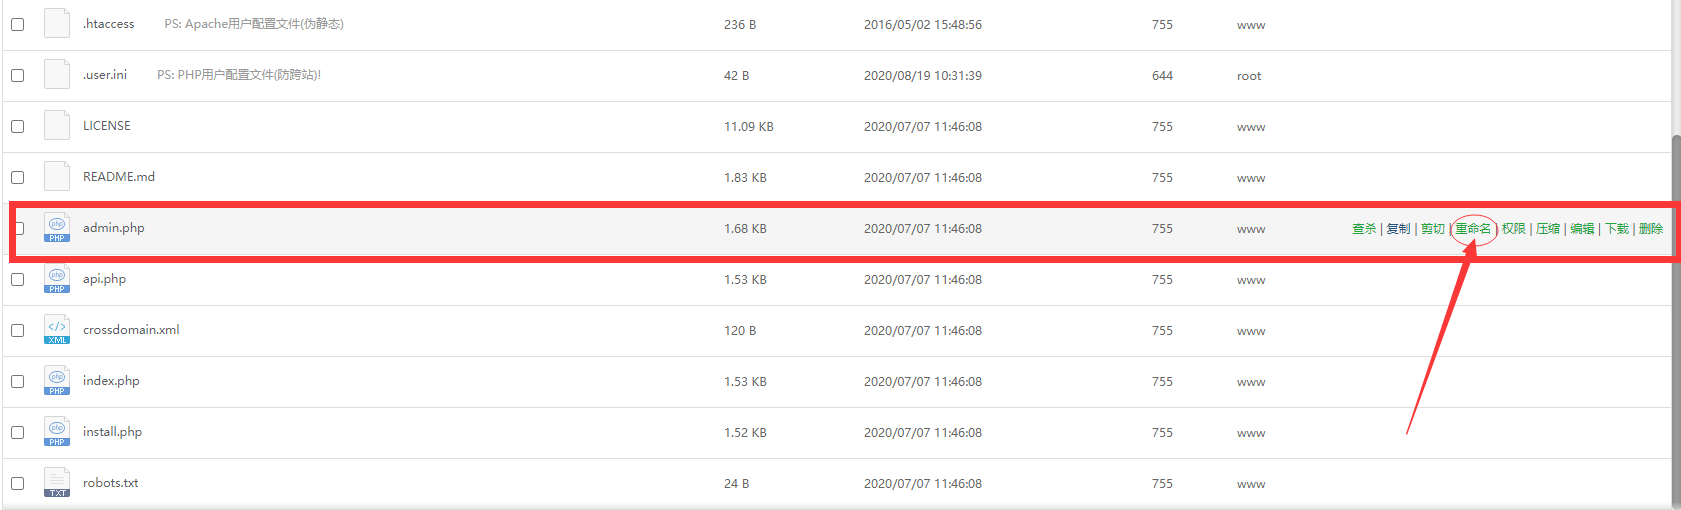 .htaccess PS: Apache用户配置文件(伪静态) 236 B 2016/05/02 15:48:56 755 www
.user.ini PS: PHP用户配置文件(防跨站)! 42 B 2020/08/19 10:31:39 644 root
LICENSE 11.09 KB 2020/07/07 11:46:08 755 www
README.md 1.83 KB 2020/07/07 11:46:08 755 www
PHP admin.php 1.68 KB 2020/07/07 11:46:08 755 www 查杀 | 复制 | 剪切 | 重命名 | 权限 | 压缩 | 编辑 | 下载 | 删除
php PHP api.php 1.53 KB 2020/07/07 11:46:08 755 www
</> XML crossdomain.xml 120 B 2020/07/07 11:46:08 755 www
php PHP index.php 1.53 KB 2020/07/07 11:46:08 755 www
php PHP install.php 1.52 KB 2020/07/07 11:46:08 755 www
TXT robots.txt 24 B 2020/07/07 11:46:08 755 www